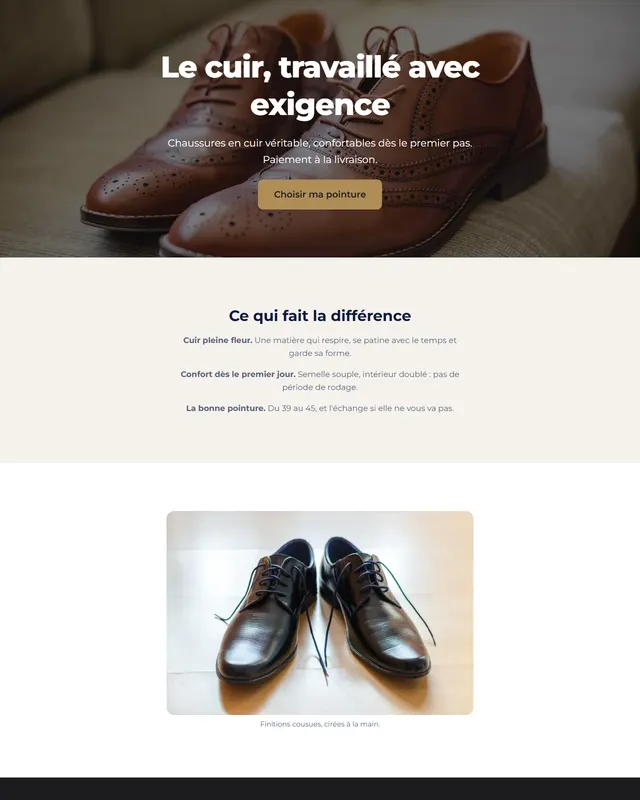 Le cuir, travaillé avec
exigence
Chaussures en cuir véritable, confortables dès le premier pas.
Paiement à la livraison.
Choisir ma pointure
Ce qui fait la différence
Cuir pleine fleur. Une matière qui respire, se patine avec le temps et
garde sa forme.
Confort dès le premier jour. Semelle souple, intérieur doublé : pas de
période de rodage.
La bonne pointure. Du 39 au 45, et l'échange si elle ne vous va pas.
Finitions cousues, cirées à la main.